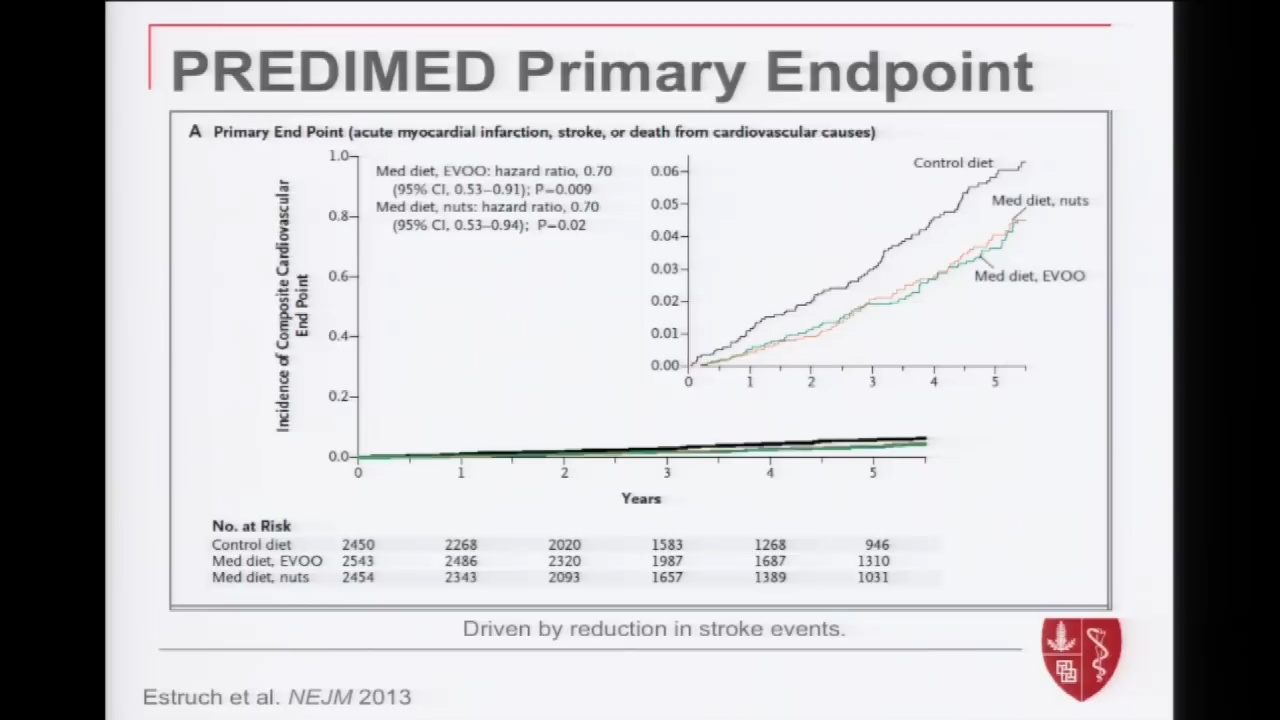 PREDIMED Primary Endpoint
A Primary End Point (acute myocardial infarction, stroke, or death from cardiovascular causes)
Incidence of Composite Cardiovascular
End Point
1.0
0.8
0.6
0.4
0.2
0.0
Med diet, EVOO: hazard ratio, 0.70
(95% CI, 0.53–0.91); P=0.009
Med diet, nuts: hazard ratio, 0.70
(95% CI, 0.53–0.94); P=0.02
0.06
0.05
0.04
0.03
0.02
0.01
0.00
0 1 2 3 4 5
Control diet
Med diet, nuts
Med diet, EVOO
0 1 2 3 4 5
Years
No. at Risk
Control diet 2450 2268 2020 1583 1268 946
Med diet, EVOO 2543 2486 2320 1987 1687 1310
Med diet, nuts 2454 2343 2093 1657 1389 1031
Driven by reduction in stroke events.
Estruch et al. NEJM 2013